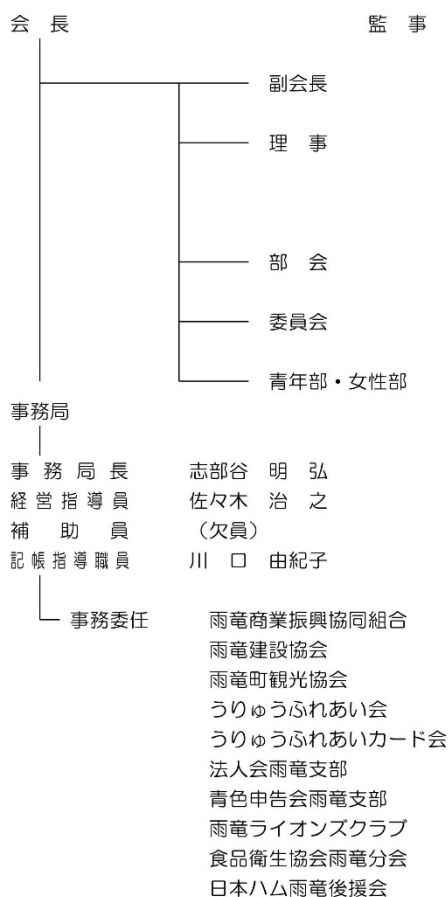 会　長　　監　事
副会長
理　事
部　会
委員会
青年部・女性部
事務局
事務局長　志部谷　明弘
経営指導員　佐々木　治之
補助員　（欠員）
記帳指導職員　川口　由紀子
事務委任　雨竜商業振興協同組合
雨竜建設協会
雨竜町観光協会
うりゅうふれあい会
うりゅうふれあいカード会
法人会雨竜支部
青色申告会雨竜支部
雨竜ライオンズクラブ
食品衛生協会雨竜分会
日本ハム雨竜後援会